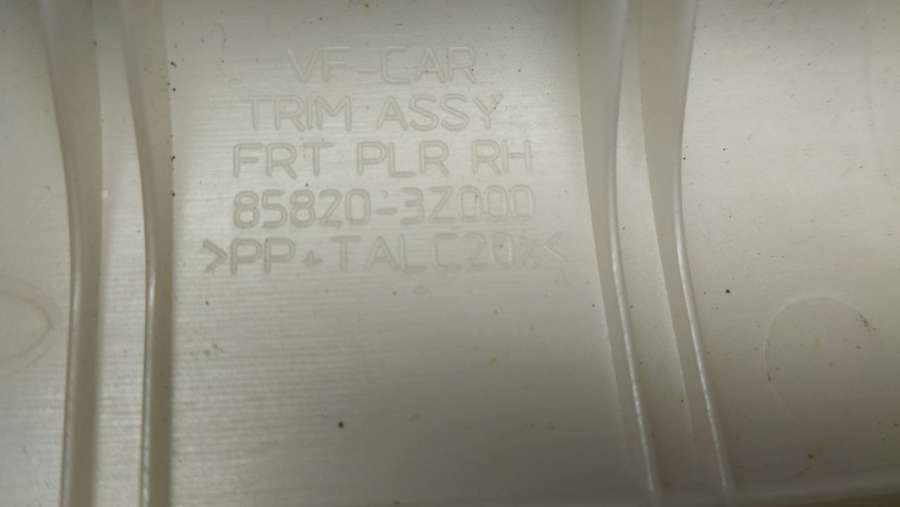 VF-CAR
TRIM ASSY
FRT PLR RH
85820-3Z000
>PP+TALC20%<